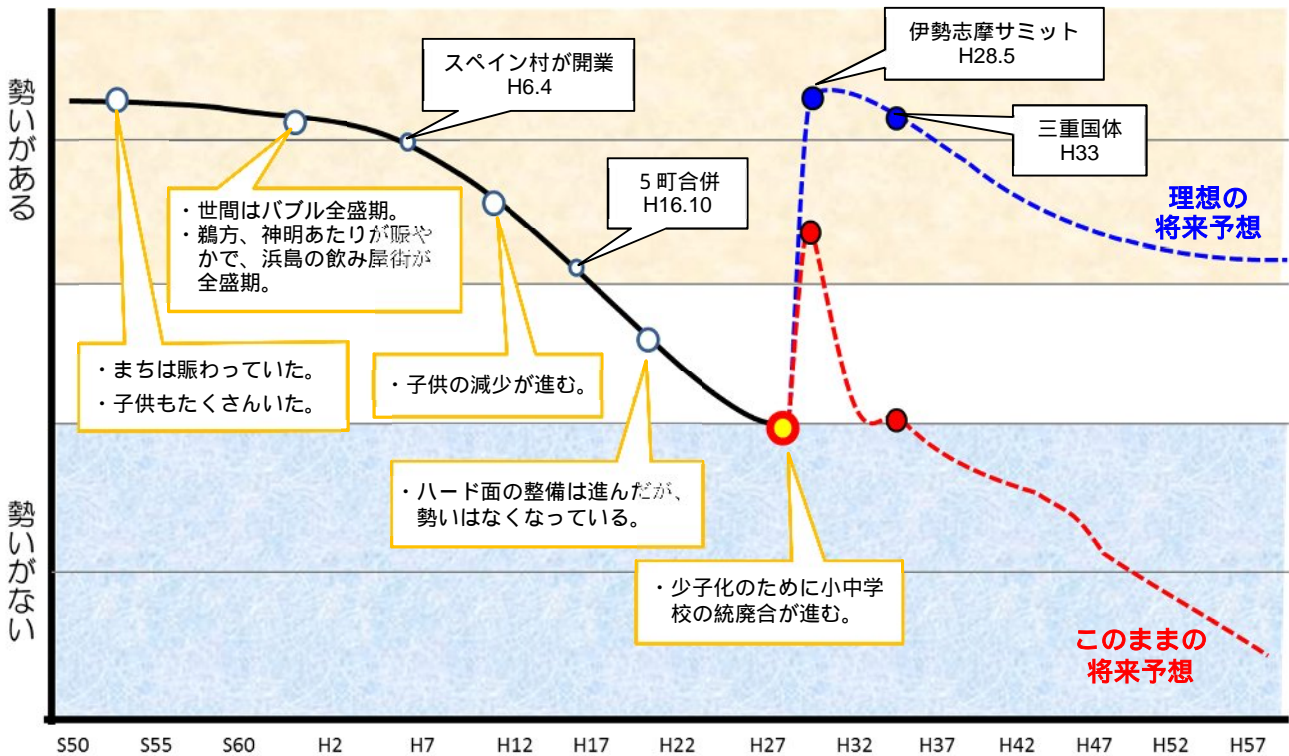 勢いがある
勢いがない
スペイン村が開業
H6.4
伊勢志摩サミット
H28.5
三重国体
H33
5町合併
H16.10
理想の
将来予想
・世間はバブル全盛期。
・鵜方、神明あたりが賑や
かで、浜島の飲み屋街が
全盛期。
・まちは賑わっていた。
・子供もたくさんいた。
・子供の減少が進む。
・ハード面の整備は進んだが、
勢いはなくなっている。
・少子化のために小中学
校の統廃合が進む。
このままの
将来予想
S50 S55 S60 H2 H7 H12 H17 H22 H27 H32 H37 H42 H47 H52 H57